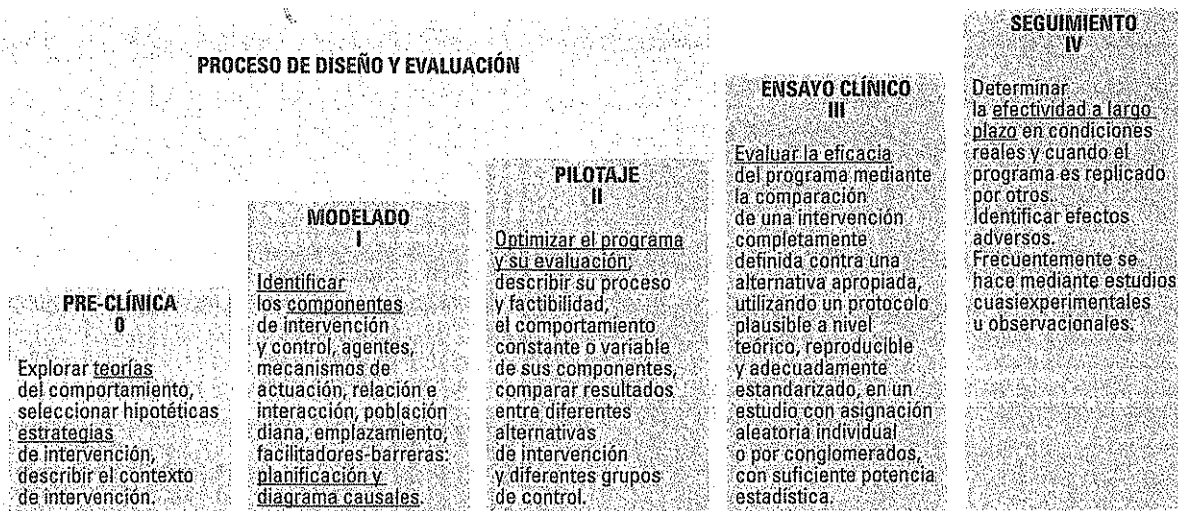 PROCESO DE DISEÑO Y EVALUACIÓN
PRE-CLÍNICA
0
Explorar teorías
del comportamiento,
seleccionar hipotéticas
estrategias
de intervención,
describir el contexto
de intervención.
MODELADO
I
Identificar
los componentes
de intervención
y control, agentes,
mecanismos de
actuación, relación e
interacción, población
diana, emplazamiento,
facilitadores-barreras:
planificación y
diagrama causales.
PILOTAJE
II
Optimizar el programa
y su evaluación:
describir su proceso
y factibilidad,
el comportamiento
constante o variable
de sus componentes,
comparar resultados
entre diferentes
alternativas
de intervención
y diferentes grupos
de control.
ENSAYO CLÍNICO
III
Evaluar la eficacia
del programa mediante
la comparación
de una intervención
completamente
definida contra una
alternativa apropiada,
utilizando un protocolo
plausible a nivel
teórico, reproducible
y adecuadamente
estandarizado, en un
estudio con asignación
aleatoria individual
o por conglomerados,
con suficiente potencia
estadística.
SEGUIMIENTO
IV
Determinar
la efectividad a largo
plazo en condiciones
reales y cuando el
programa es replicado
por otros.
Identificar efectos
adversos.
Frecuentemente se
hace mediante estudios
cuasiexperimentales
u observacionales.